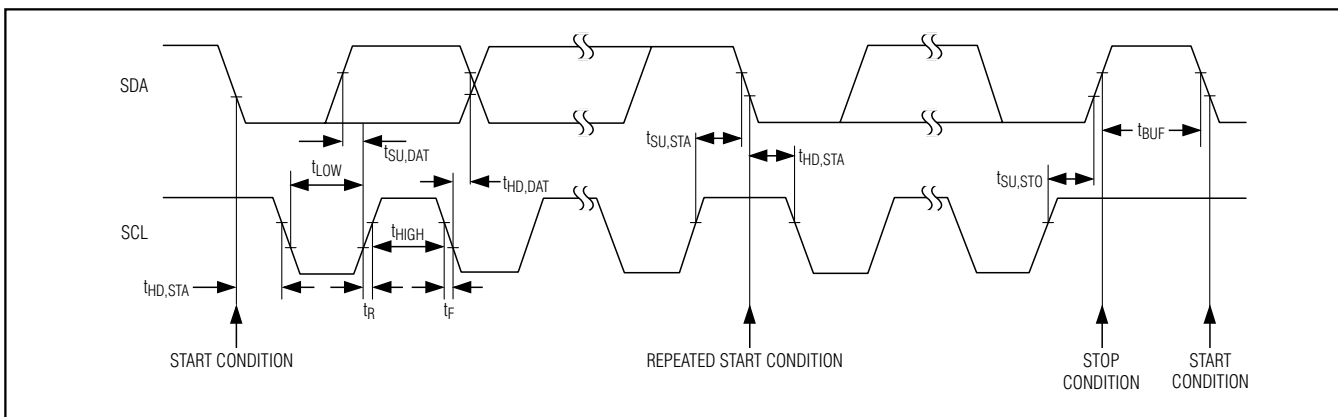 SDA
tSU,DAT
tLOW
tHD,DAT
tSU,STA
tHD,STA
tBUF
tSU,STO
SCL
tHIGH
tHD,STA
tR
tF
START CONDITION
REPEATED START CONDITION
STOP
CONDITION
START
CONDITION